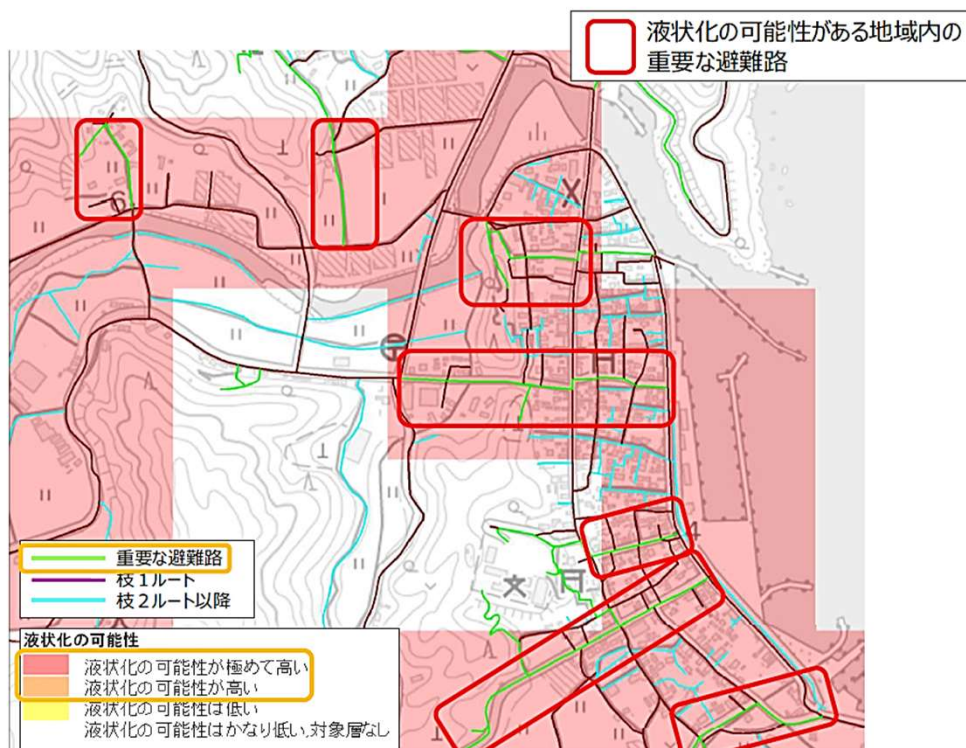 液状化の可能性がある地域内の
重要な避難路
重要な避難路
枝１ルート
枝２ルート以降
液状化の可能性
液状化の可能性が極めて高い
液状化の可能性が高い
液状化の可能性は低い
液状化の可能性はかなり低い､対象層なし